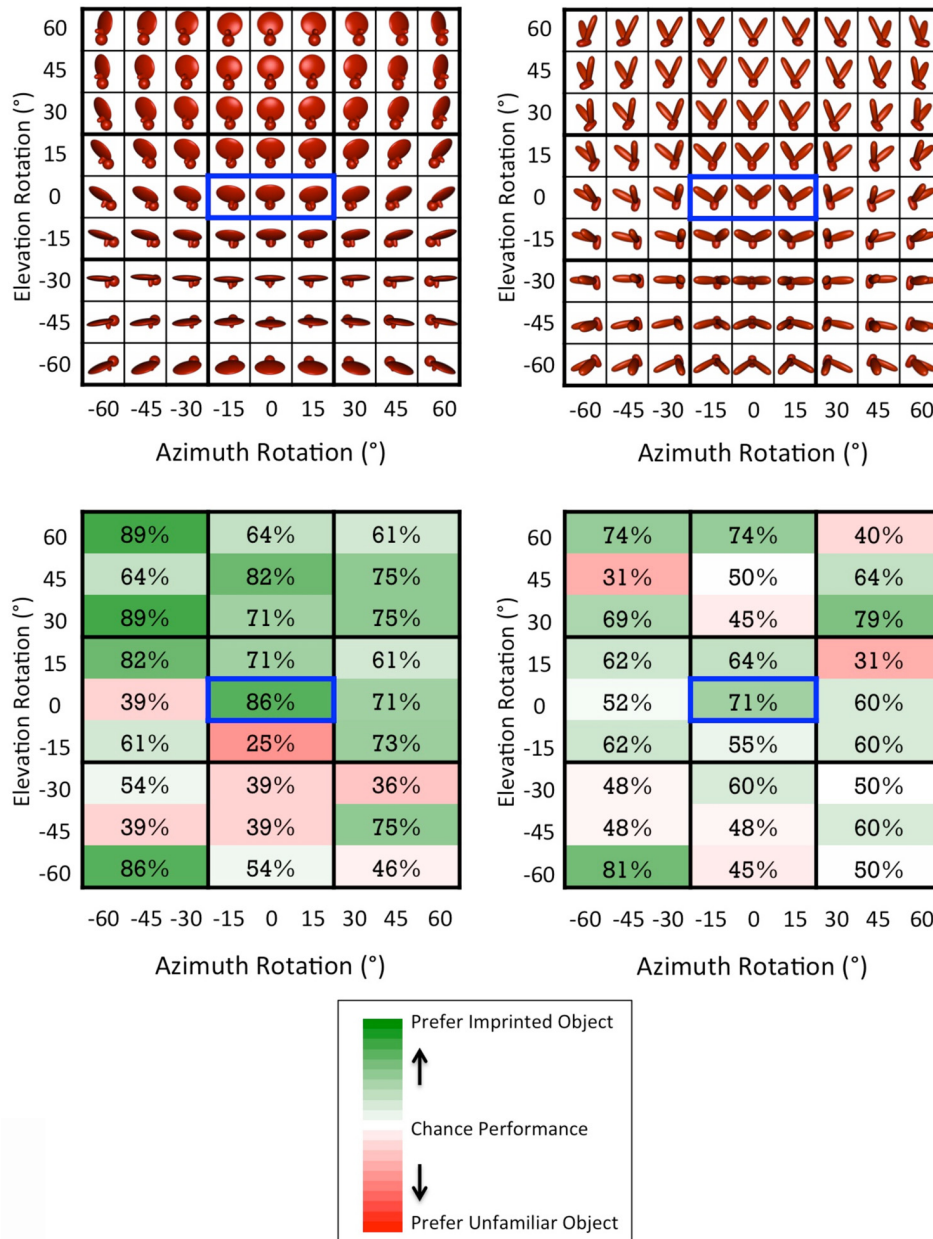 60
45
30
15
0
-15
-30
-45
-60
Elevation Rotation (°)
-60 -45 -30 -15 0 15 30 45 60
Azimuth Rotation (°)
60
45
30
15
0
-15
-30
-45
-60
Elevation Rotation (°)
-60 -45 -30 -15 0 15 30 45 60
Azimuth Rotation (°)
Elevation Rotation (°)
60 89% 64% 61%
45 64% 82% 75%
30 89% 71% 75%
15 82% 71% 61%
0 39% 86% 71%
-15 61% 25% 73%
-30 54% 39% 36%
-45 39% 39% 75%
-60 86% 54% 46%
-60 -45 -30 -15 0 15 30 45 60
Azimuth Rotation (°)
Elevation Rotation (°)
60 74% 74% 40%
45 31% 50% 64%
30 69% 45% 79%
15 62% 64% 31%
0 52% 71% 60%
-15 62% 55% 60%
-30 48% 60% 50%
-45 48% 48% 60%
-60 81% 45% 50%
-60 -45 -30 -15 0 15 30 45 60
Azimuth Rotation (°)
Prefer Imprinted Object
Chance Performance
Prefer Unfamiliar Object